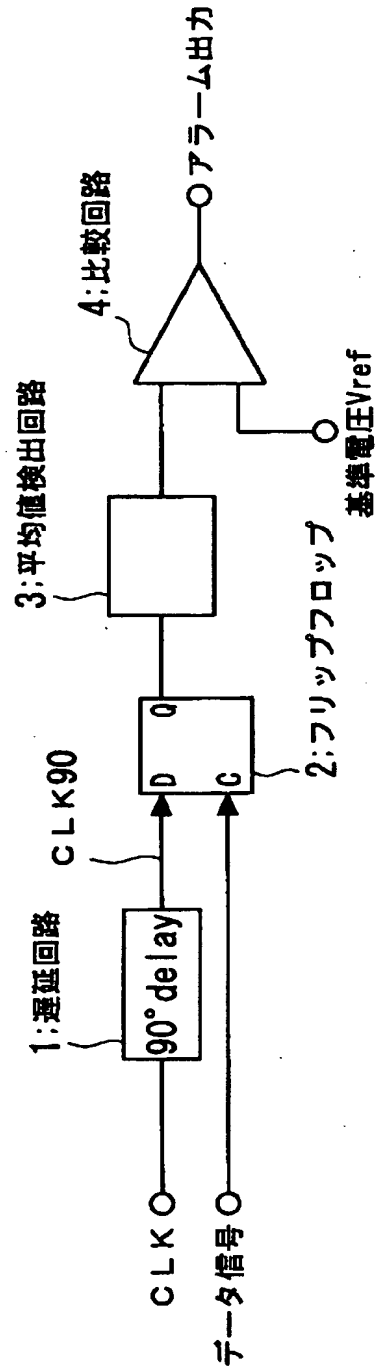 CLK
データ信号
1;遅延回路
90°delay
CLK90
D
Q
C
2;フリップフロップ
3;平均値検出回路
4;比較回路
基準電圧Vref
アラーム出力